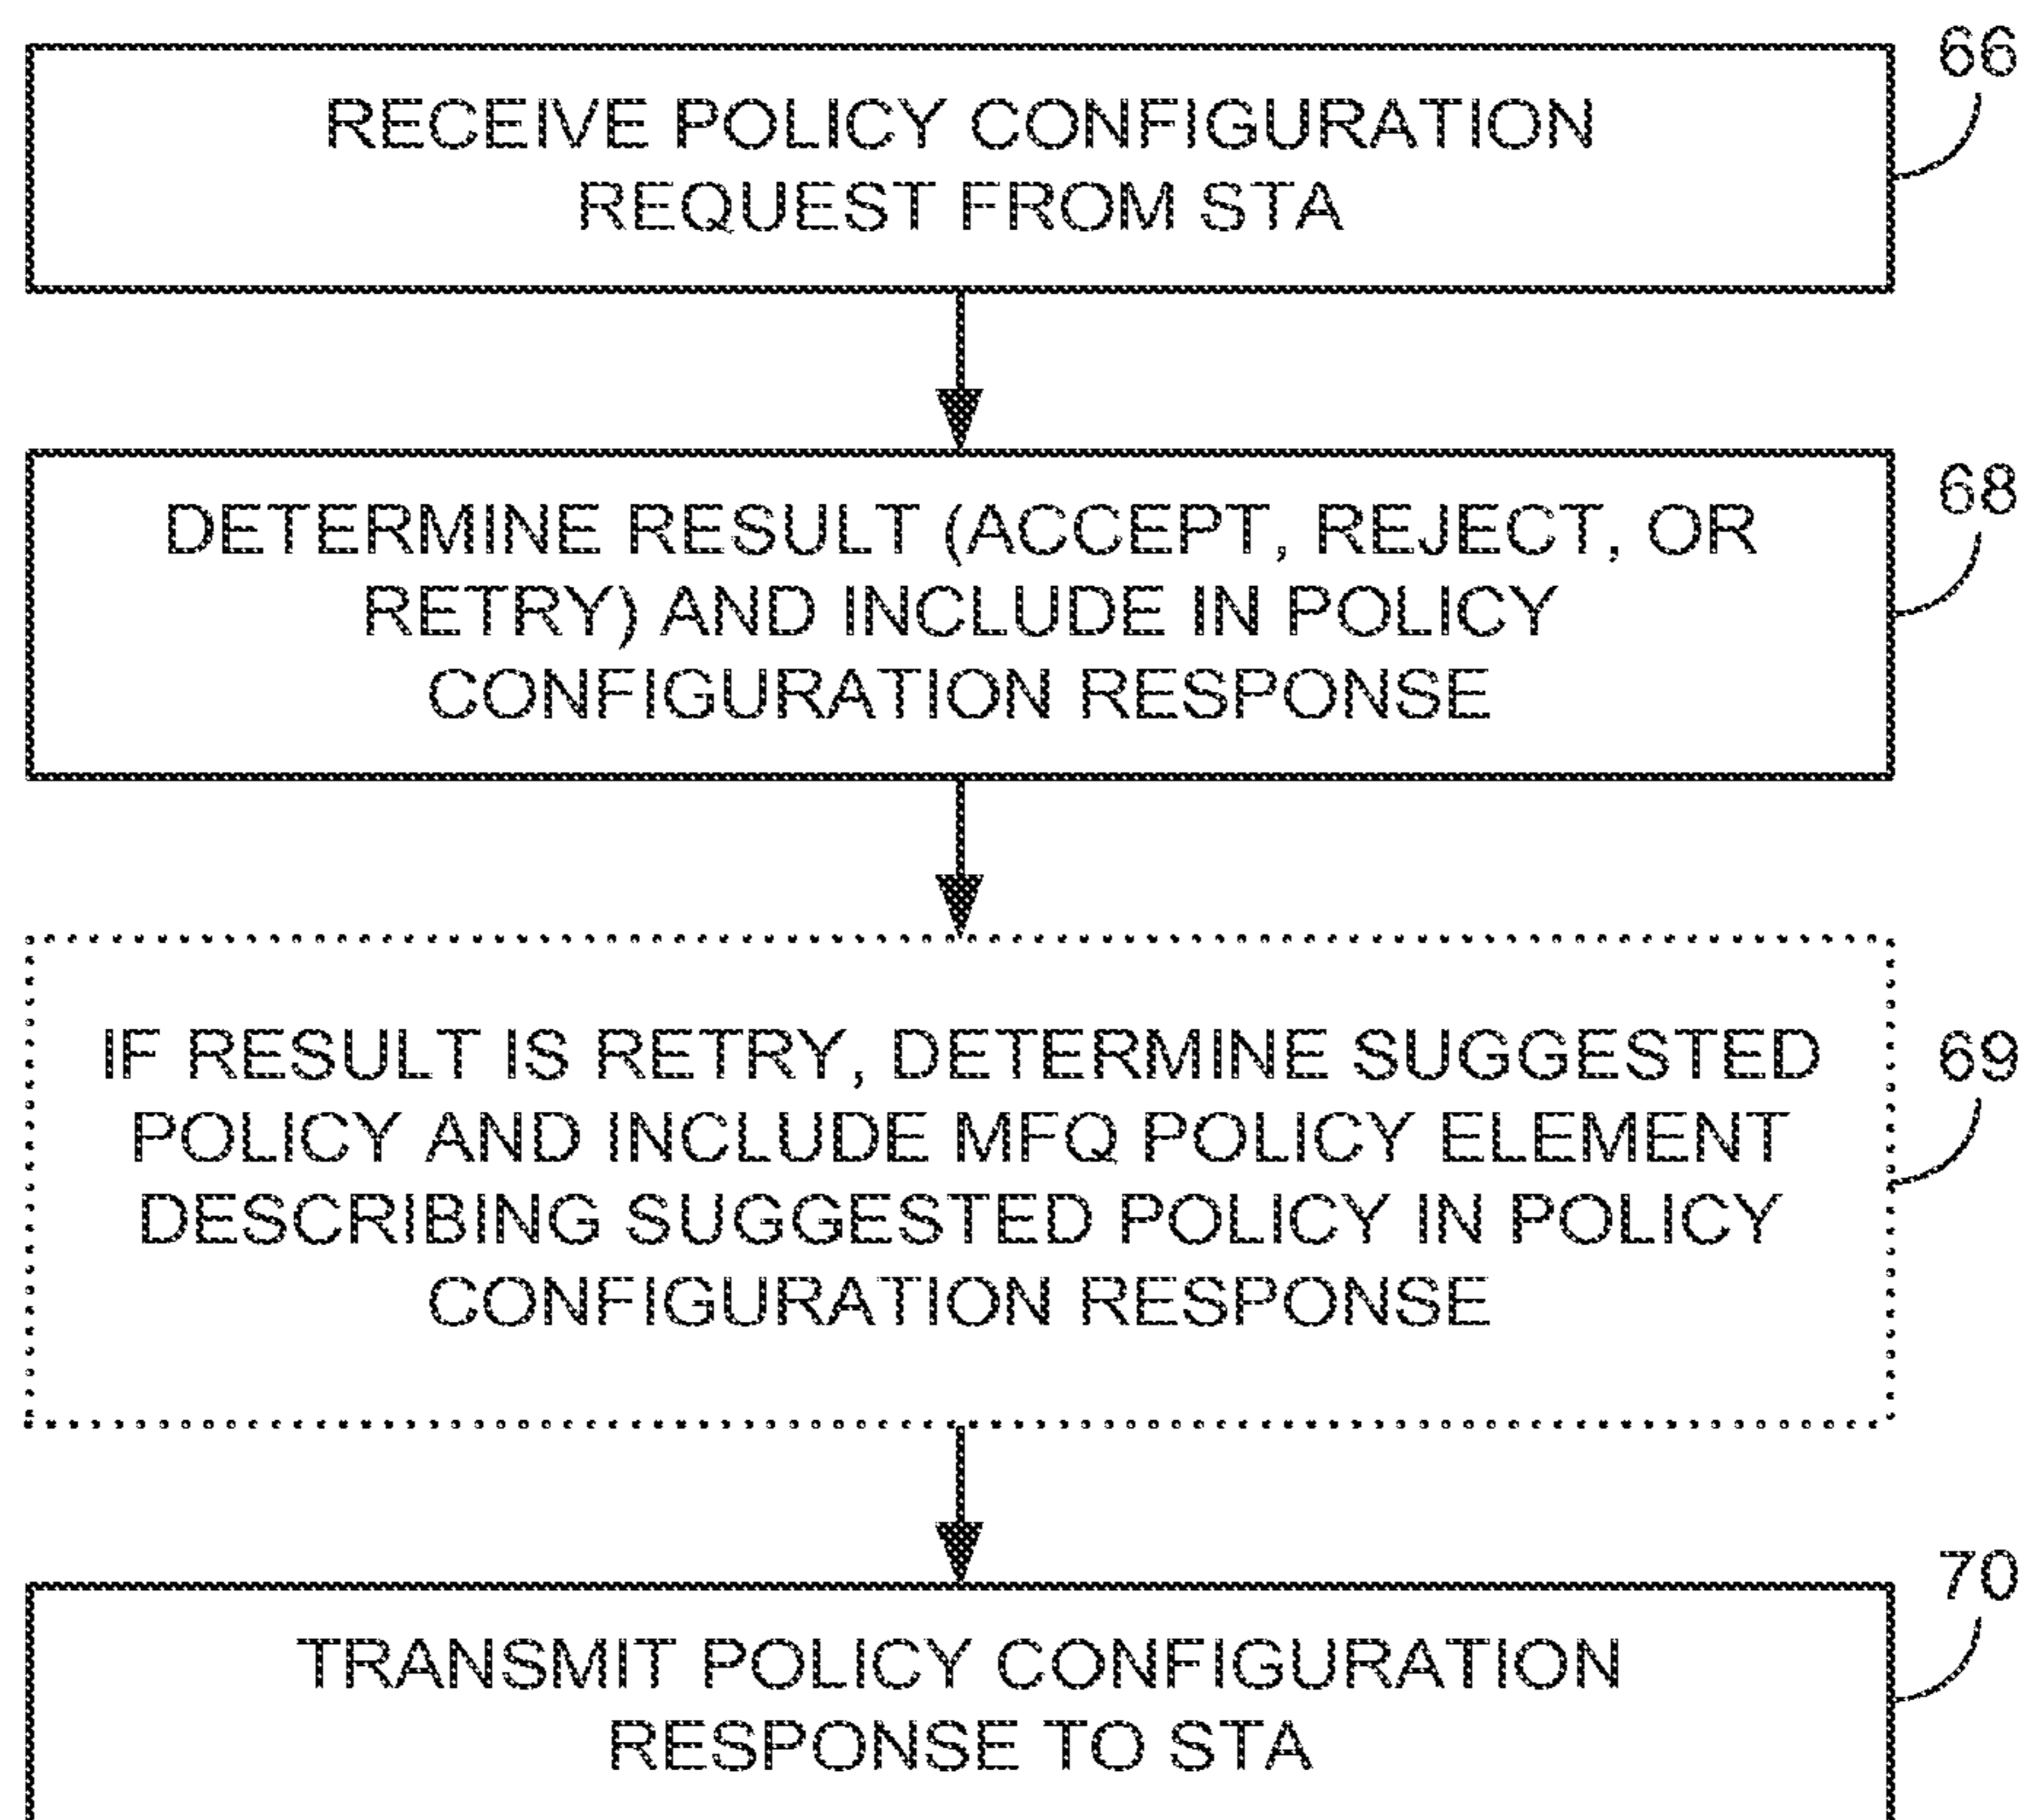 66
RECEIVE POLICY CONFIGURATION
REQUEST FROM STA
68
DETERMINE RESULT (ACCEPT, REJECT, OR
RETRY) AND INCLUDE IN POLICY
CONFIGURATION RESPONSE
69
IF RESULT IS RETRY, DETERMINE SUGGESTED
POLICY AND INCLUDE MFQ POLICY ELEMENT
DESCRIBING SUGGESTED POLICY IN POLICY
CONFIGURATION RESPONSE
70
TRANSMIT POLICY CONFIGURATION
RESPONSE TO STA